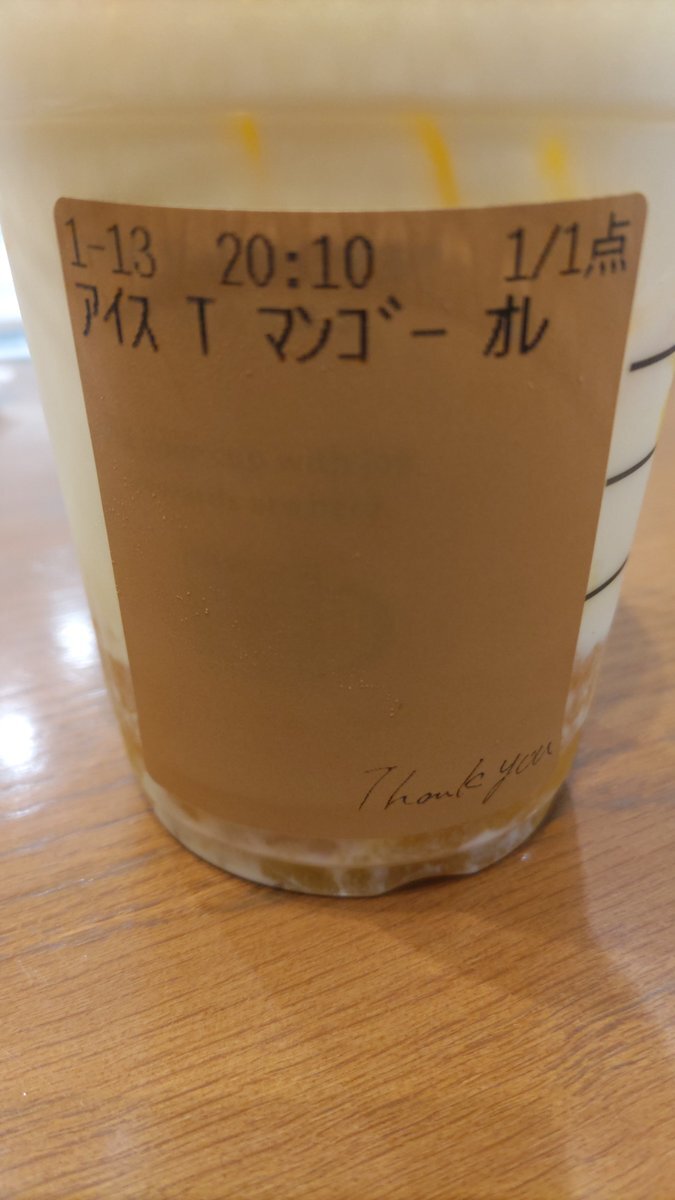 1-13 20:10 1/1点
ｱｲｽ T ﾏﾝｺﾞｰ ｵﾚ
Thank you